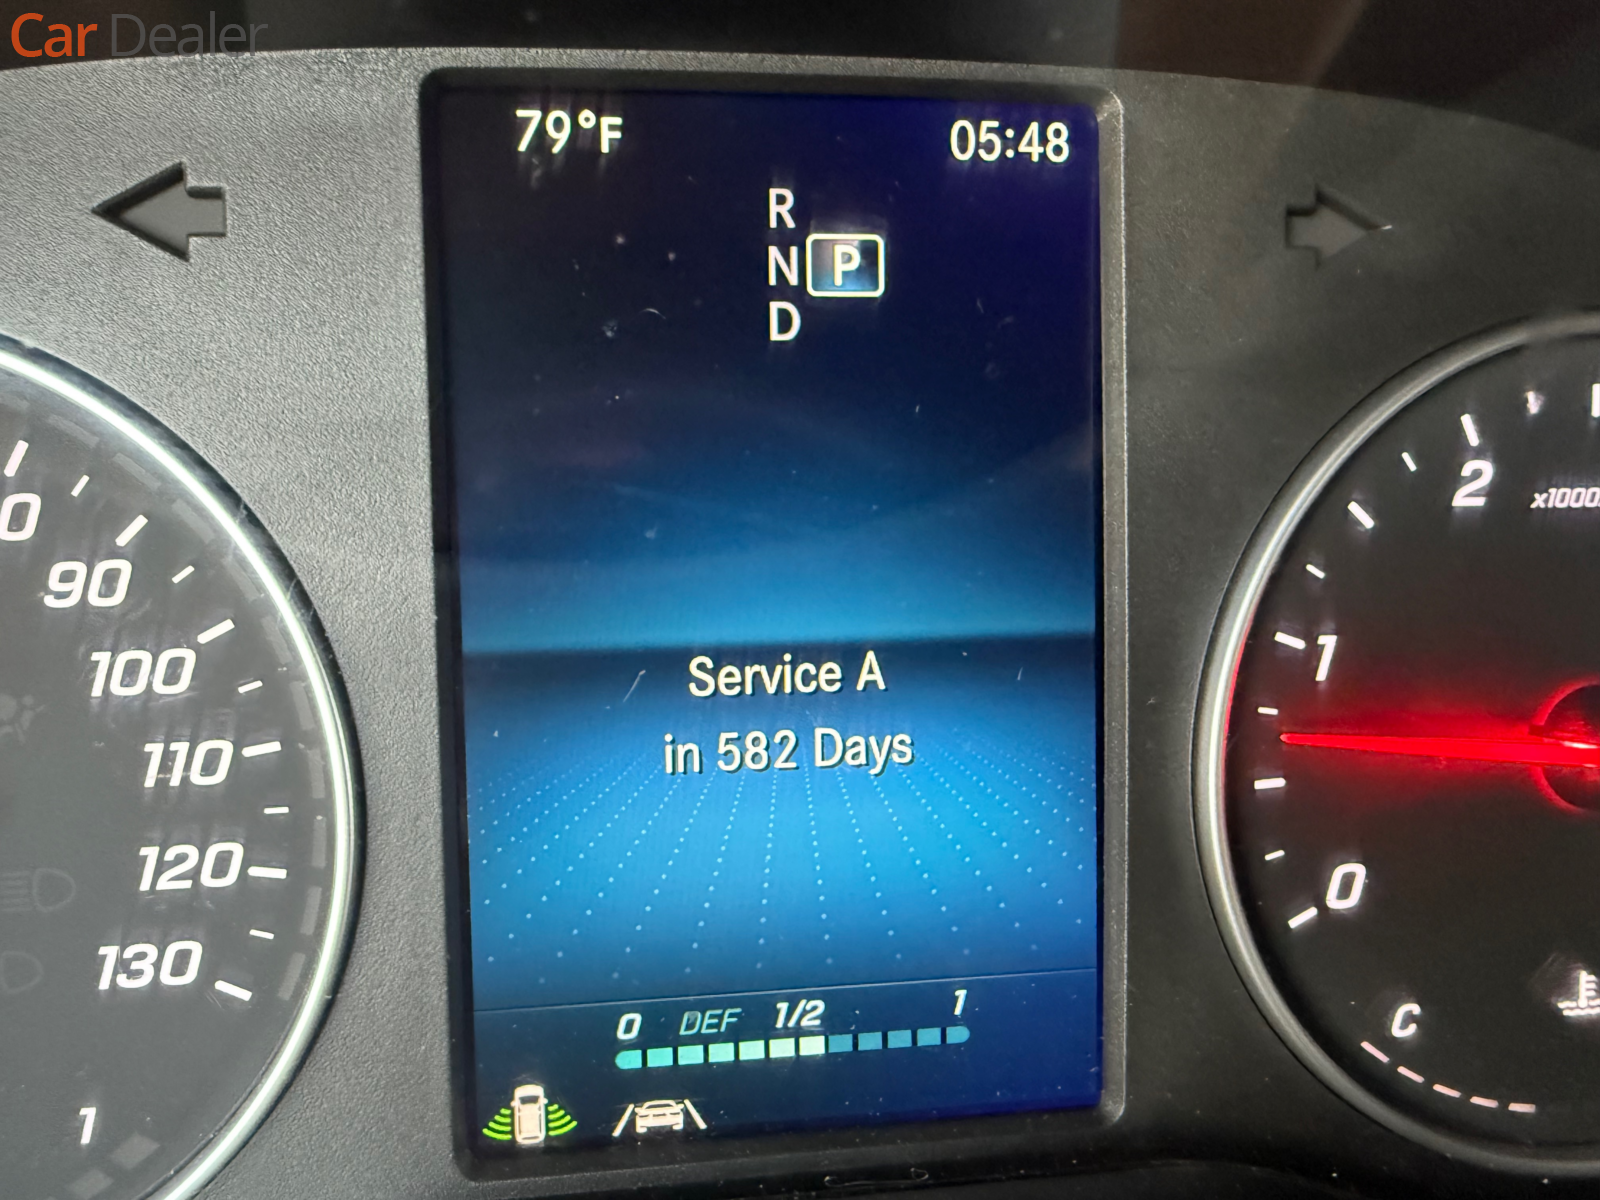 Car Dealer
79°F 05:48
R
N P
D
Service A
in 582 Days
0 DEF 1/2 1
90
100
110
120
130
1
2
x1000
1
0
C